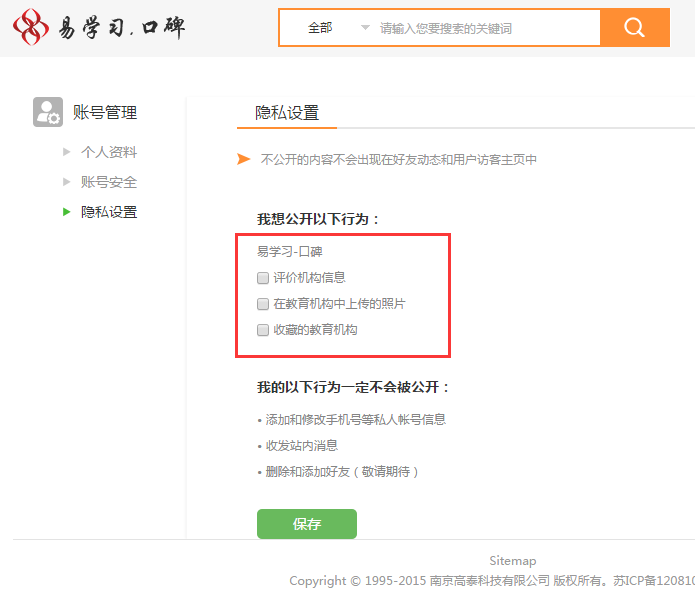 易学习.口碑
全部 请输入您要搜索的关键词
账号管理
个人资料
账号安全
隐私设置
隐私设置
不公开的内容不会出现在好友动态和用户访客主页中
我想公开以下行为：
易学习-口碑
评价机构信息
在教育机构中上传的照片
收藏的教育机构
我的以下行为一定不会被公开：
• 添加和修改手机号等私人帐号信息
• 收发站内消息
• 删除和添加好友（敬请期待）
保存
Sitemap
Copyright © 1995-2015 南京高泰科技有限公司 版权所有。苏ICP备120810